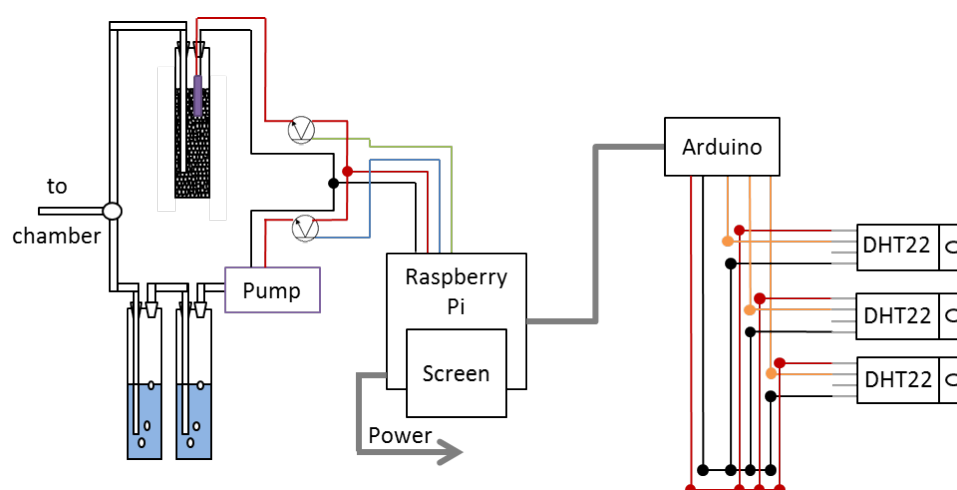 Arduino
to
chamber
DHT22
Raspberry
Pi
Pump
DHT22
Screen
DHT22
Power